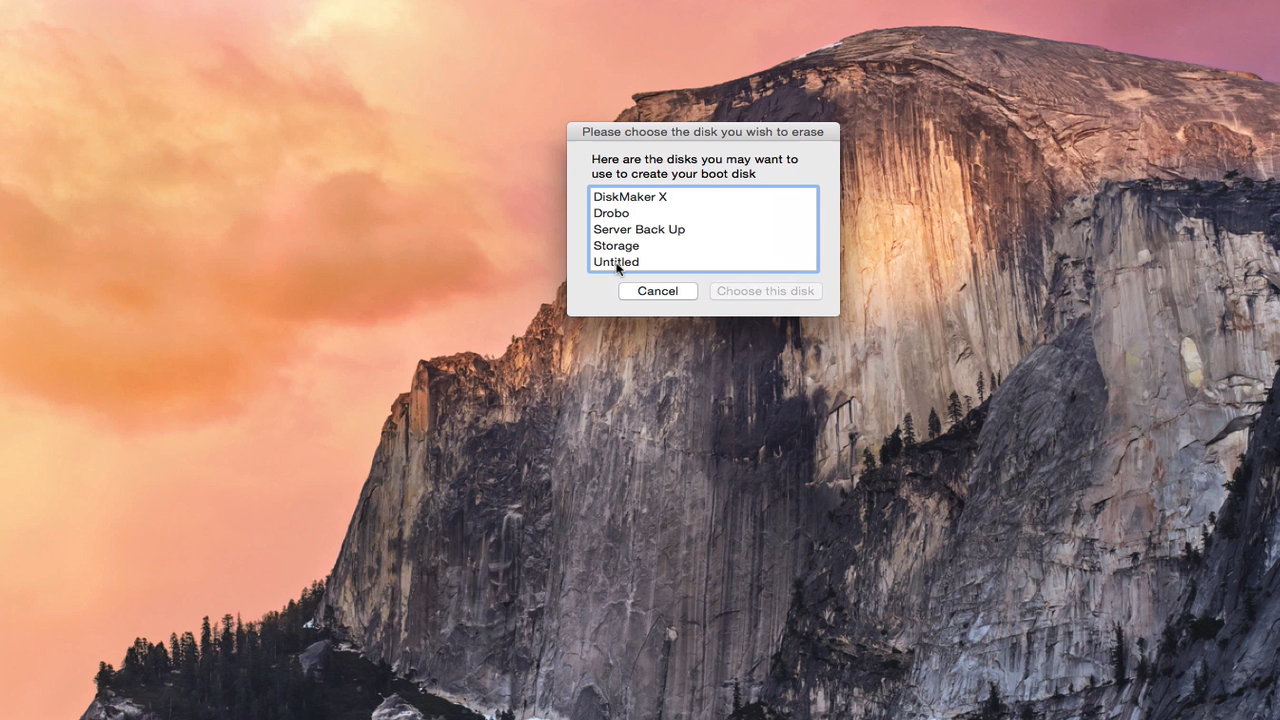 Please choose the disk you wish to erase
Here are the disks you may want to
use to create your boot disk
DiskMaker X
Drobo
Server Back Up
Storage
Untitled
Cancel
Choose this disk